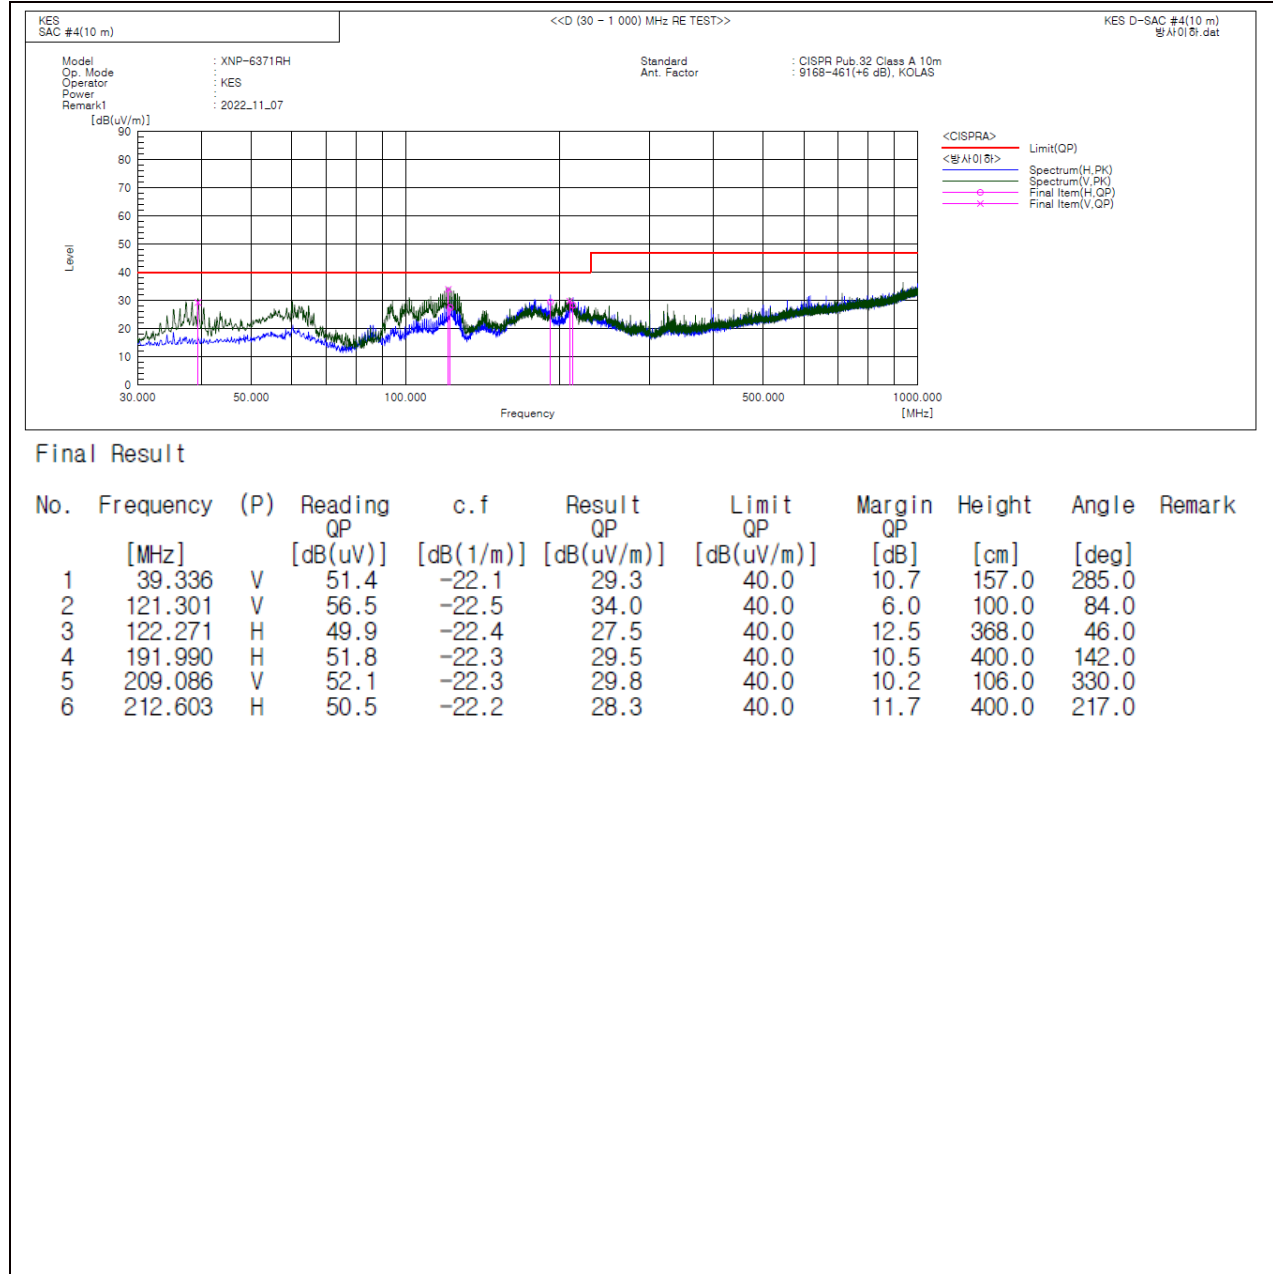 KES
SAC #4(10 m)
<<D (30 - 1 000) MHz RE TEST>>
KES D-SAC #4(10 m)
방사이하.dat
Model : XNP-6371RH
Op. Mode :
Operator : KES
Power :
Remark1 : 2022_11_07
Standard : CISPR Pub.32 Class A 10m
Ant. Factor : 9168-461(+6 dB), KOLAS
[dB(uV/m)]
90
80
70
60
50
40
30
20
10
0
Level
30.000 50.000 100.000 500.000 1000.000
Frequency [MHz]
<CISPRA>
Limit(QP)
<방사이하>
Spectrum(H,PK)
Spectrum(V,PK)
Final Item(H,QP)
Final Item(V,QP)
Final Result
No. Frequency (P) Reading c.f Result Limit Margin Height Angle Remark
QP QP QP QP
[MHz] [dB(uV)] [dB(1/m)] [dB(uV/m)] [dB(uV/m)] [dB] [cm] [deg]
1 39.336 V 51.4 -22.1 29.3 40.0 10.7 157.0 285.0
2 121.301 V 56.5 -22.5 34.0 40.0 6.0 100.0 84.0
3 122.271 H 49.9 -22.4 27.5 40.0 12.5 368.0 46.0
4 191.990 H 51.8 -22.3 29.5 40.0 10.5 400.0 142.0
5 209.086 V 52.1 -22.3 29.8 40.0 10.2 106.0 330.0
6 212.603 H 50.5 -22.2 28.3 40.0 11.7 400.0 217.0